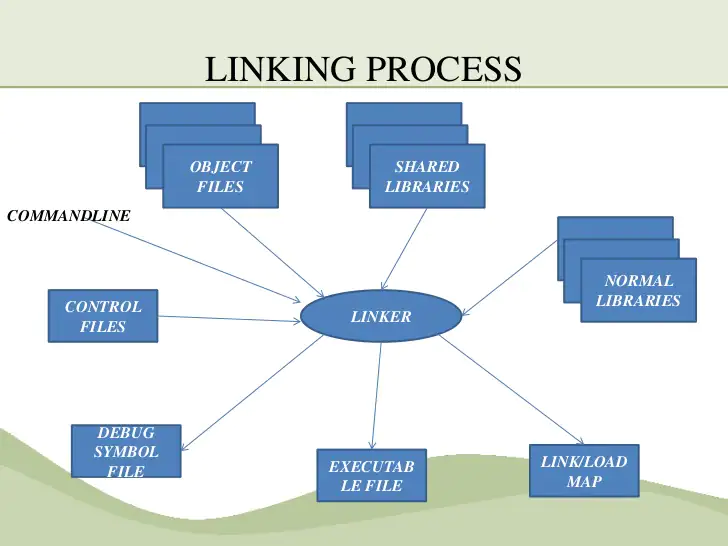 LINKING PROCESS
OBJECT
FILES
SHARED
LIBRARIES
COMMANDLINE
NORMAL
LIBRARIES
CONTROL
FILES
LINKER
DEBUG
SYMBOL
FILE
EXECUTAB
LE FILE
LINK/LOAD
MAP